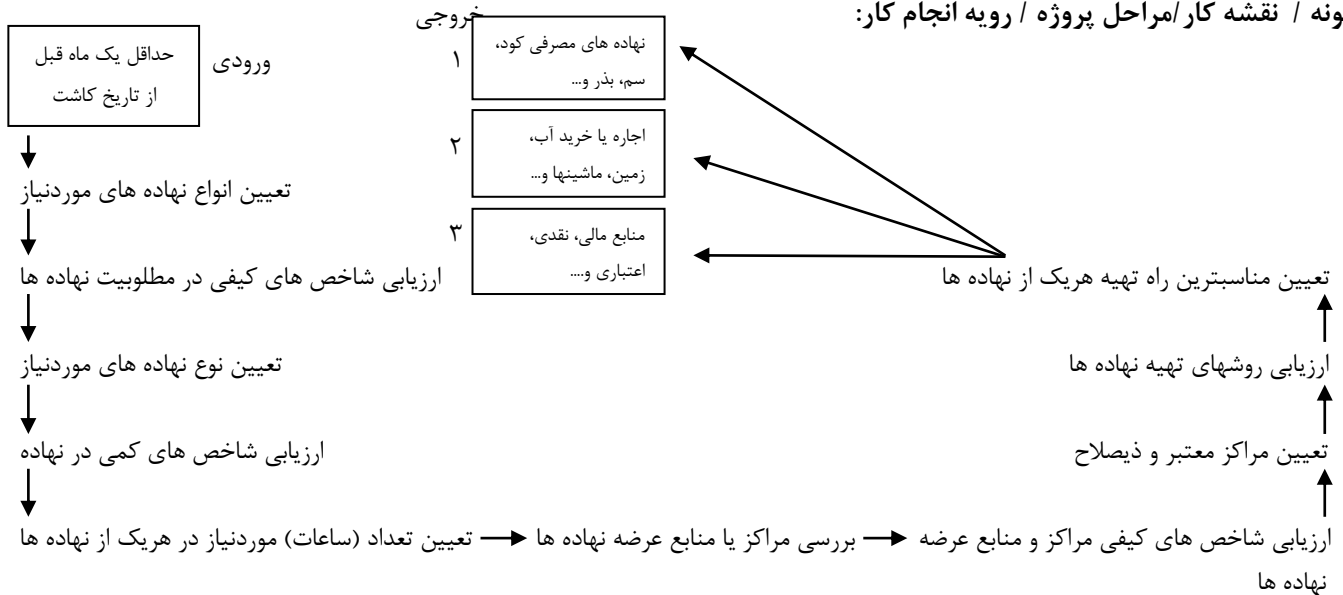 ونه / نقشه کار/مراحل پروژه / رویه انجام کار:
ورودی
حداقل یک ماه قبل
از تاریخ کاشت
تعیین انواع نهاده های موردنیاز
ارزیابی شاخص های کیفی در مطلوبیت نهاده ها
تعیین نوع نهاده های موردنیاز
ارزیابی شاخص های کمی در نهاده
تعیین تعداد (ساعات) موردنیاز در هریک از نهاده ها
بررسی مراکز یا منابع عرضه نهاده ها
ارزیابی شاخص های کیفی مراکز و منابع عرضه
نهاده ها
تعیین مراکز معتبر و ذیصلاح
ارزیابی روشهای تهیه نهاده ها
تعیین مناسبترین راه تهیه هریک از نهاده ها
خروجی
۱
نهاده های مصرفی کود،
سم، بذر و...
۲
اجاره یا خرید آب،
زمین، ماشینها و...
۳
منابع مالی، نقدی،
اعتباری و....